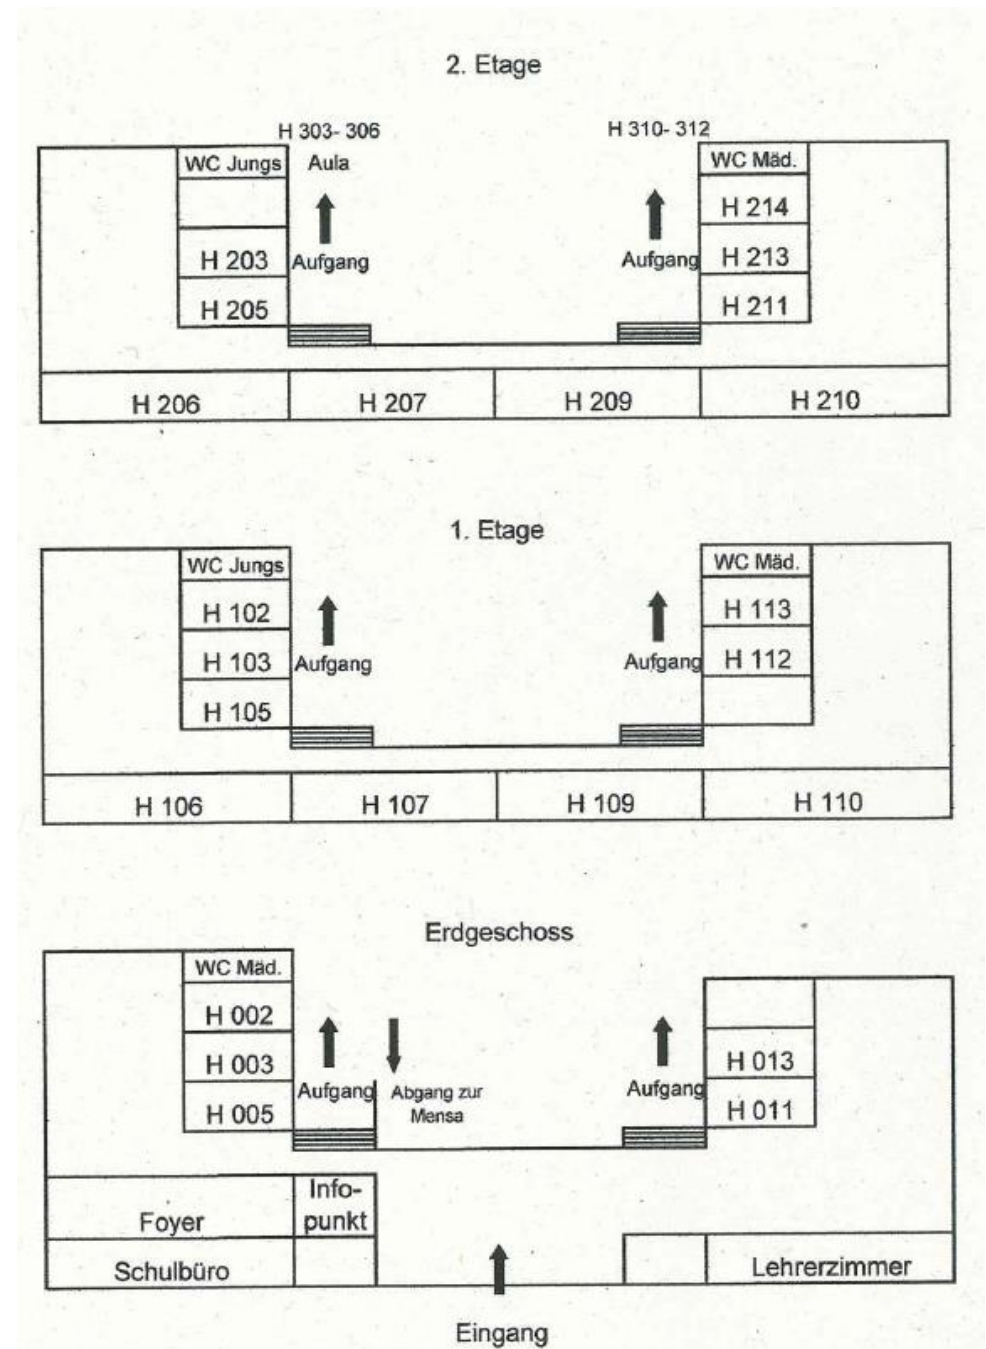 2. Etage
H 303- 306
H 310- 312
WC Jungs
Aula
WC Mäd.
H 214
H 203
Aufgang
Aufgang
H 213
H 205
H 211
H 206
H 207
H 209
H 210
1. Etage
WC Jungs
WC Mäd.
H 102
H 113
H 103
Aufgang
Aufgang
H 112
H 105
H 106
H 107
H 109
H 110
Erdgeschoss
WC Mäd.
H 002
H 003
H 013
Aufgang
Abgang zur
Mensa
Aufgang
H 005
H 011
Foyer
Info-
punkt
Schulbüro
Lehrerzimmer
Eingang